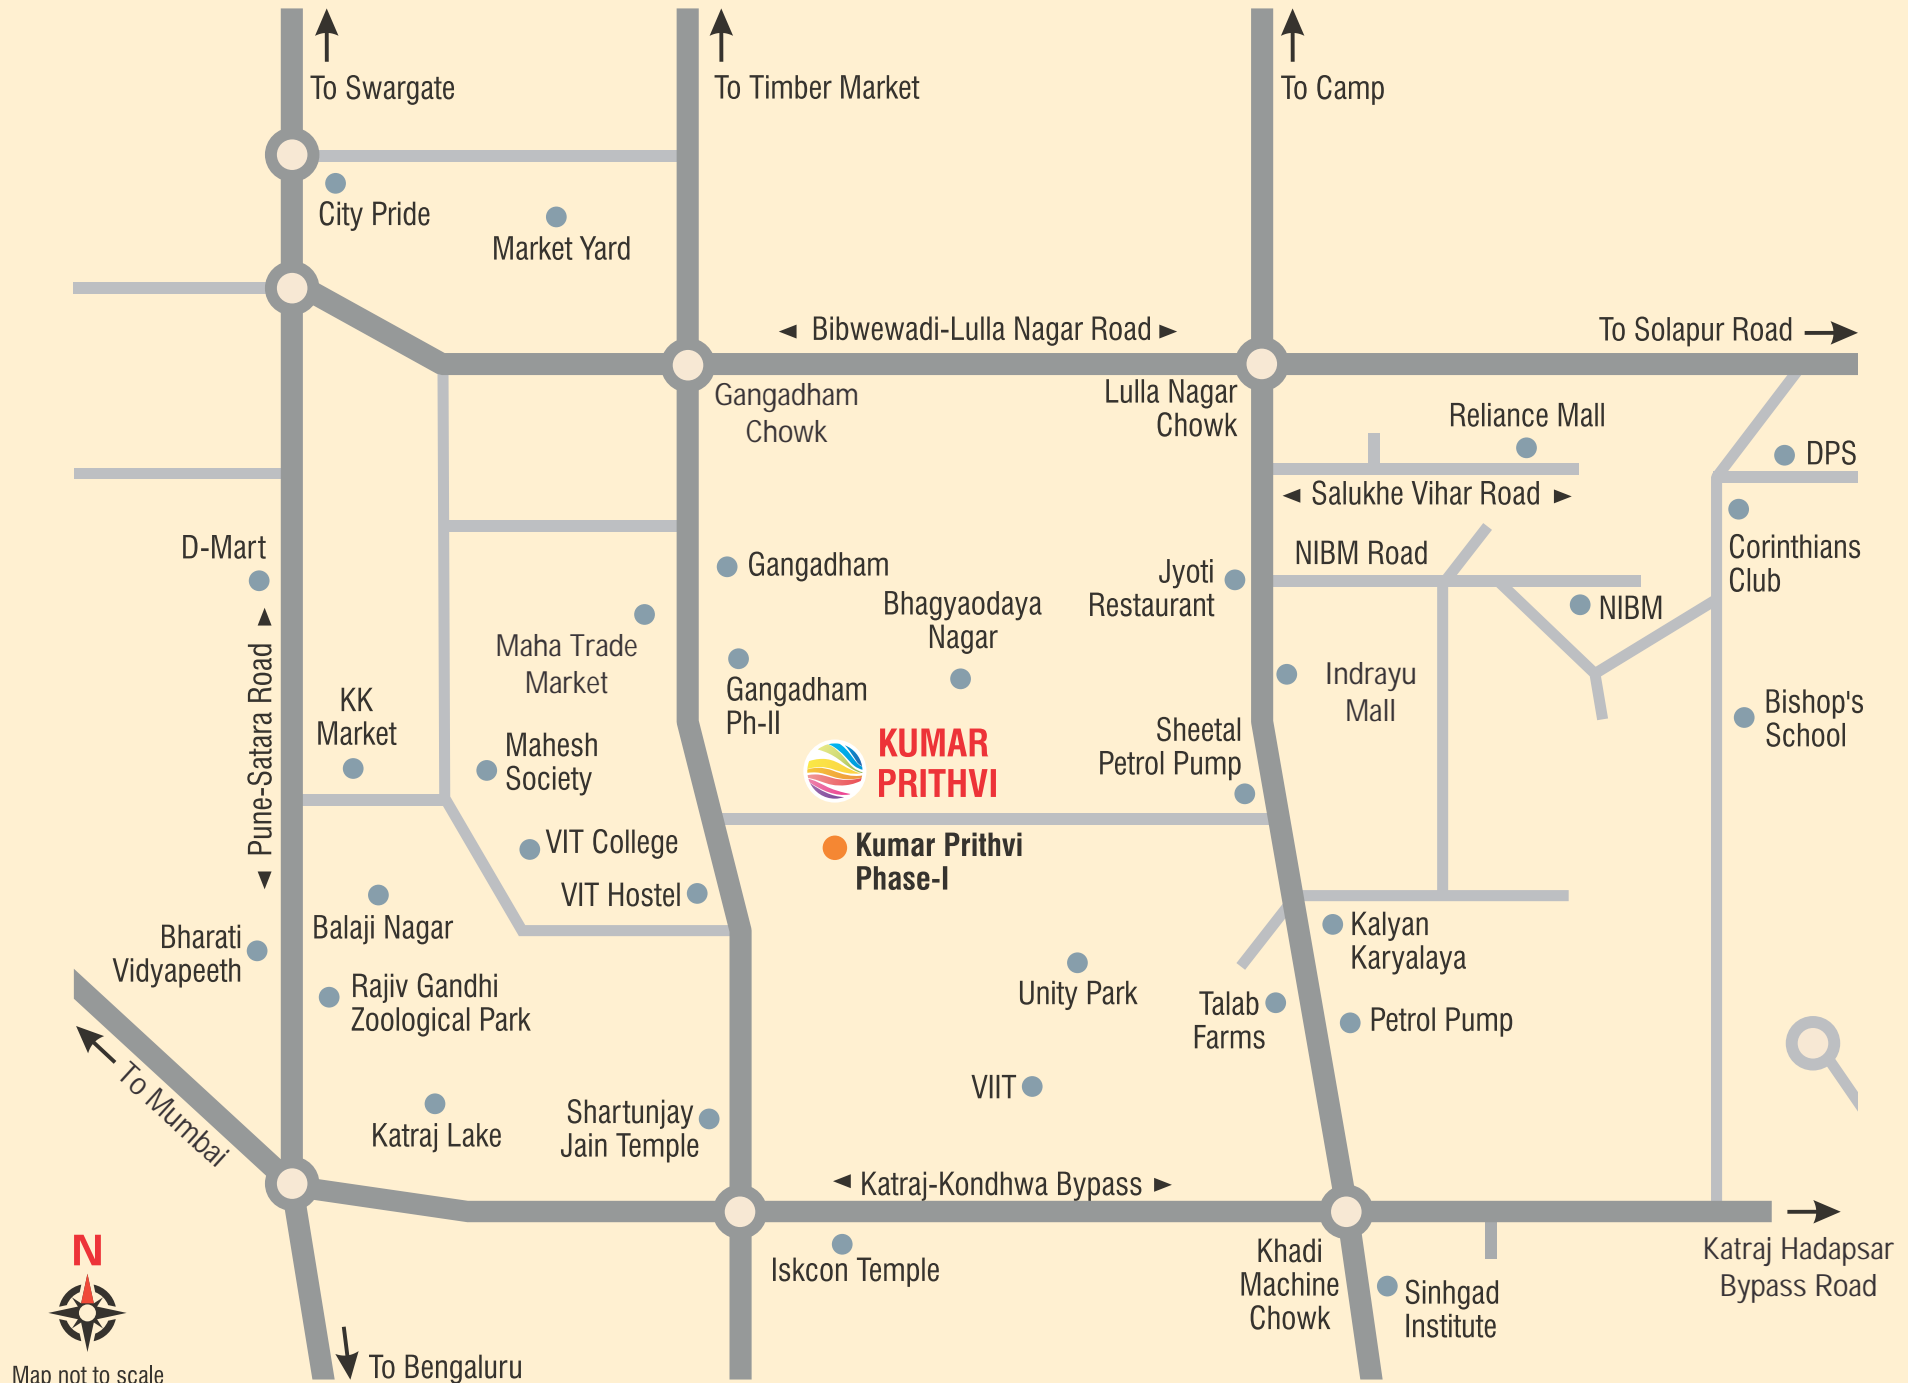 To Swargate
To Timber Market
To Camp
City Pride
Market Yard
Bibwewadi-Lulla Nagar Road
To Solapur Road
Gangadham
Chowk
Lulla Nagar
Chowk
Reliance Mall
DPS
Salukhe Vihar Road
D-Mart
Gangadham
Jyoti
Restaurant
NIBM Road
Corinthians
Club
Bhagyaodaya
Nagar
NIBM
Maha Trade
Market
Gangadham
Ph-II
Indrayu
Mall
Pune-Satara Road
KK
Market
Mahesh
Society
KUMAR
PRITHVI
Sheetal
Petrol Pump
Bishop's
School
VIT College
Kumar Prithvi
Phase-I
VIT Hostel
Balaji Nagar
Bharati
Vidyapeeth
Kalyan
Karyalaya
Rajiv Gandhi
Zoological Park
Unity Park
Talab
Farms
Petrol Pump
To Mumbai
VIIT
Katraj Lake
Shartunjay
Jain Temple
Katraj-Kondhwa Bypass
N
Iskcon Temple
Khadi
Machine
Chowk
Sinhgad
Institute
Katraj Hadapsar
Bypass Road
To Bengaluru
Map not to scale